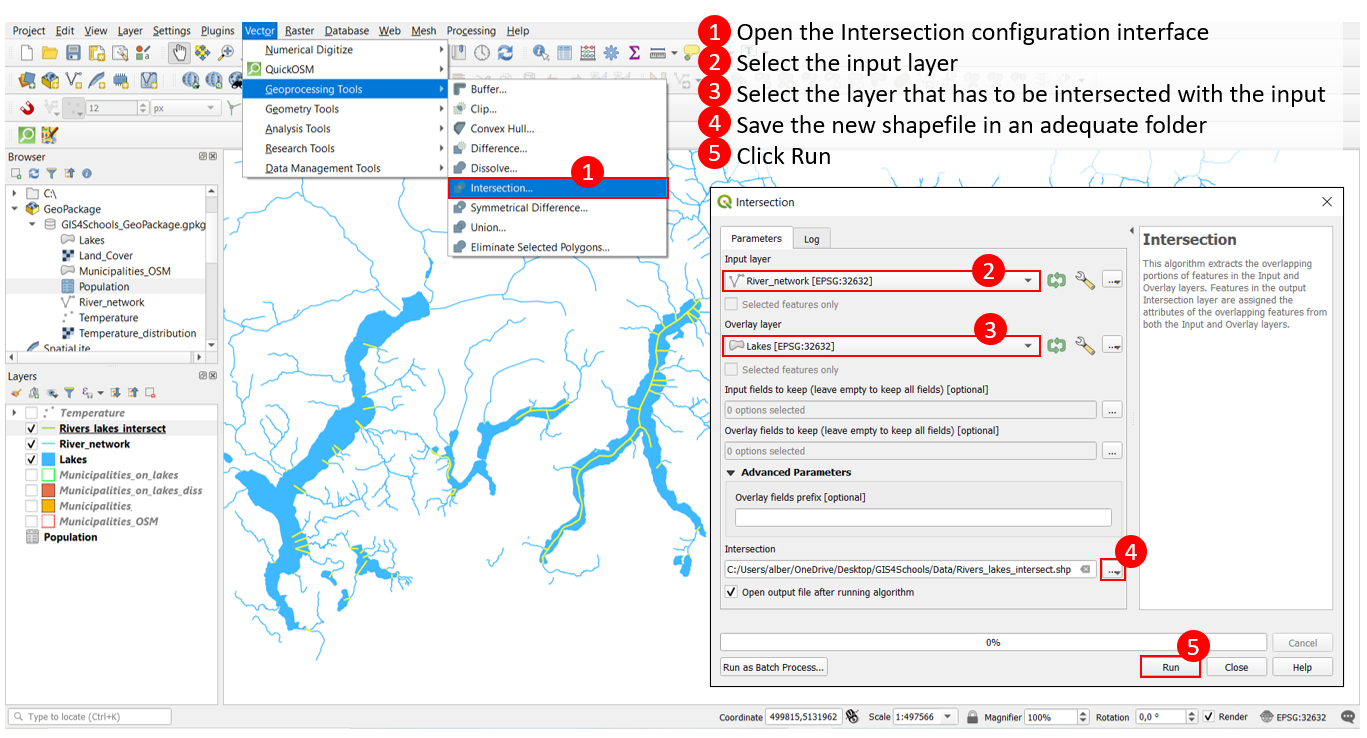 Project Edit View Layer Settings Plugins Vector Raster Database Web Mesh Processing Help
1 Open the Intersection configuration interface
2 Select the input layer
3 Select the layer that has to be intersected with the input
4 Save the new shapefile in an adequate folder
5 Click Run
Numerical Digitize
QuickOSM
Geoprocessing Tools
Geometry Tools
Analysis Tools
Research Tools
Data Management Tools
Buffer...
Clip...
Convex Hull...
Difference...
Dissolve...
1
Intersection...
Symmetrical Difference...
Union...
Eliminate Selected Polygons...
12 px
Browser
C:\
GeoPackage
GIS4Schools_GeoPackage.gpkg
Lakes
Land_Cover
Municipalities_OSM
Population
River_network
Temperature
Temperature_distribution
SpatiaLite
Layers
Temperature
Rivers_lakes_intersect
River_network
Lakes
Municipalities_on_lakes
Municipalities_on_lakes_diss
Municipalities
Municipalities_OSM
Population
Intersection
Parameters Log
Input layer
2
River_network [EPSG:32632]
Selected features only
Overlay layer
3
Lakes [EPSG:32632]
Selected features only
Input fields to keep (leave empty to keep all fields) [optional]
0 options selected
Overlay fields to keep (leave empty to keep all fields) [optional]
0 options selected
Advanced Parameters
Overlay fields prefix [optional]
Intersection
4
C:/Users/alber/OneDrive/Desktop/GIS4Schools/Data/Rivers_lakes_intersect.shp
Open output file after running algorithm
Intersection
This algorithm extracts the overlapping
portions of features in the Input and
Overlay layers. Features in the output
Intersection layer are assigned the
attributes of the overlapping features from
both the Input and Overlay layers.
0% Cancel
5
Run as Batch Process... Run Close Help
Type to locate (Ctrl+K)
Coordinate 499815,5131962 Scale 1:497566 Magnifier 100% Rotation 0,0 ° Render EPSG:32632